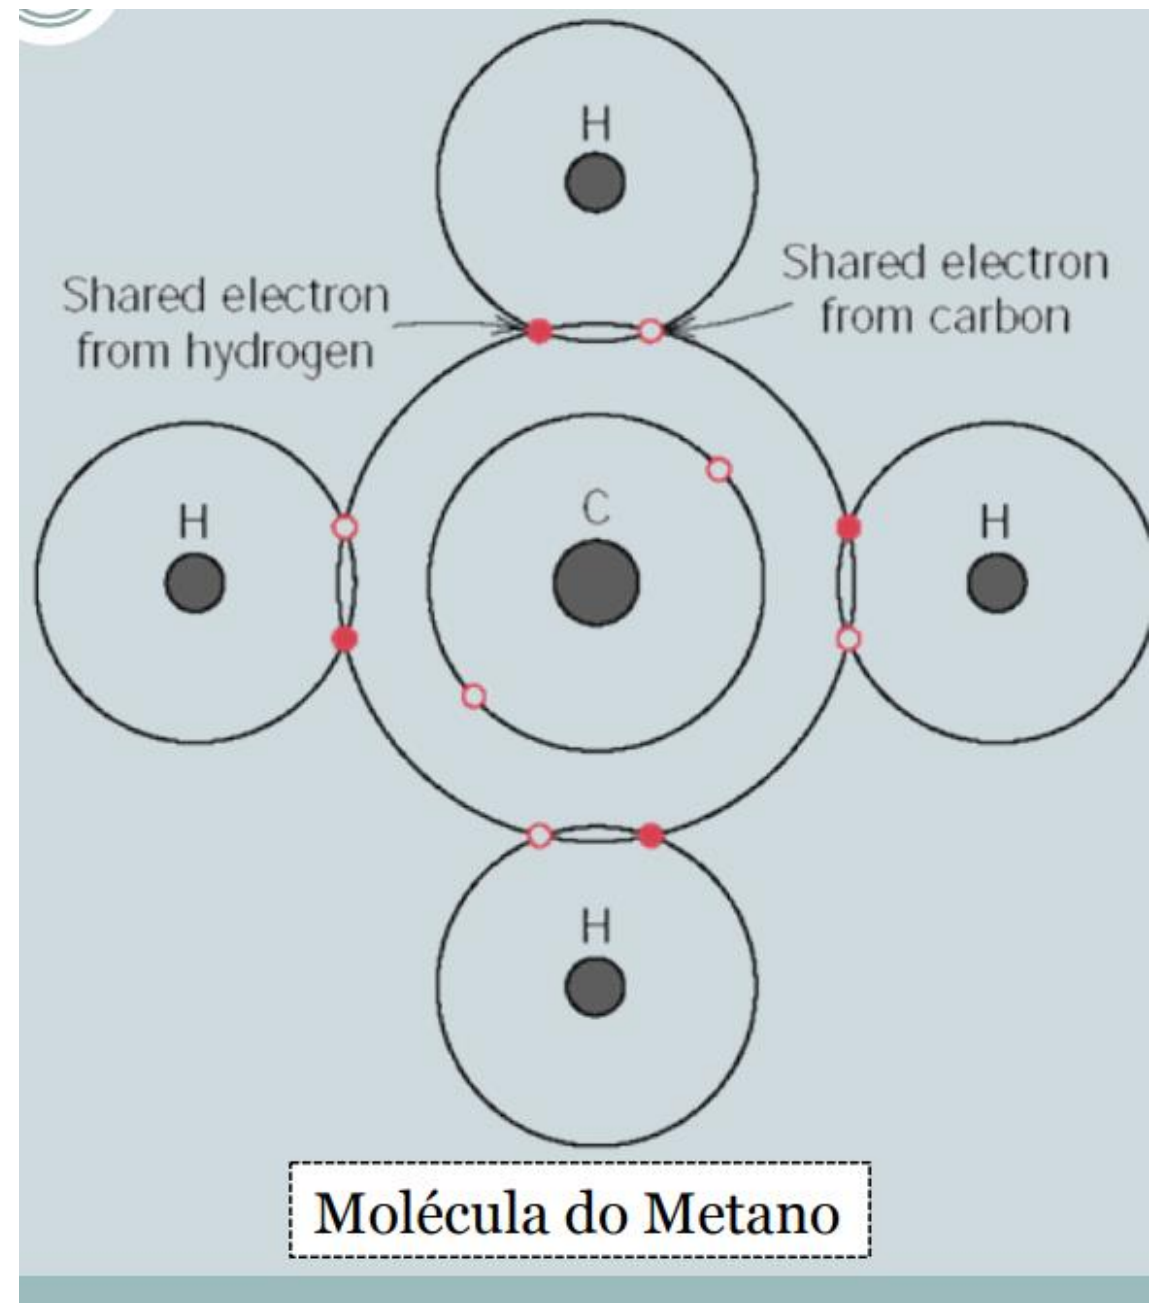 H
Shared electron
from hydrogen
Shared electron
from carbon
H
C
H
H
Molécula do Metano